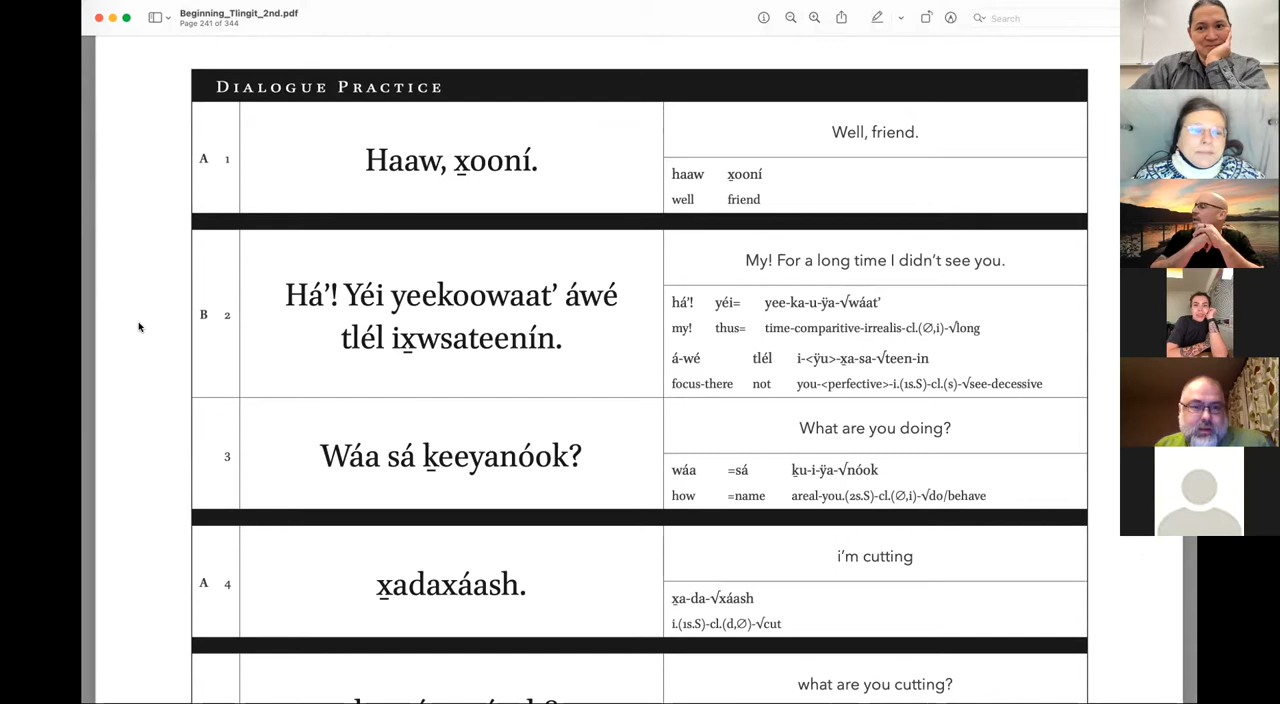 Beginning_Tlingit_2nd.pdf
Page 241 of 344
Search
Dialogue Practice
A 1
Haaw, x̱ooní.
Well, friend.
haaw x̱ooní
well friend
B 2
Há’! Yéi yeekoowaat’ áwé
tlél ix̱wsateenín.
My! For a long time I didn’t see you.
há’! yéi= yee-ka-u-ÿa-√wáat’
my! thus= time-comparitive-irrealis-cl.(∅,i)-√long
á-wé tlél i-<ÿu>-x̱a-sa-√teen-in
focus-there not you-<perfective>-i.(1s.S)-cl.(s)-√see-decessive
3
Wáa sá ḵeeyanóok?
What are you doing?
wáa =sá ḵu-i-ÿa-√nóok
how =name areal-you.(2s.S)-cl.(∅,i)-√do/behave
A 4
x̱adaxáash.
i’m cutting
x̱a-da-√xáash
i.(1s.S)-cl.(d,∅)-√cut
what are you cutting?